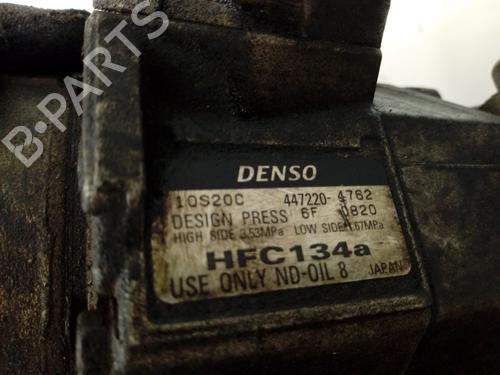 B-PARTS
DENSO
10S20C 447220-4762
DESIGN PRESS 6F 0820
HIGH SIDE 3.53MPa LOW SIDE 1.67MPa
HFC134a
USE ONLY ND-OIL 8 JAPAN